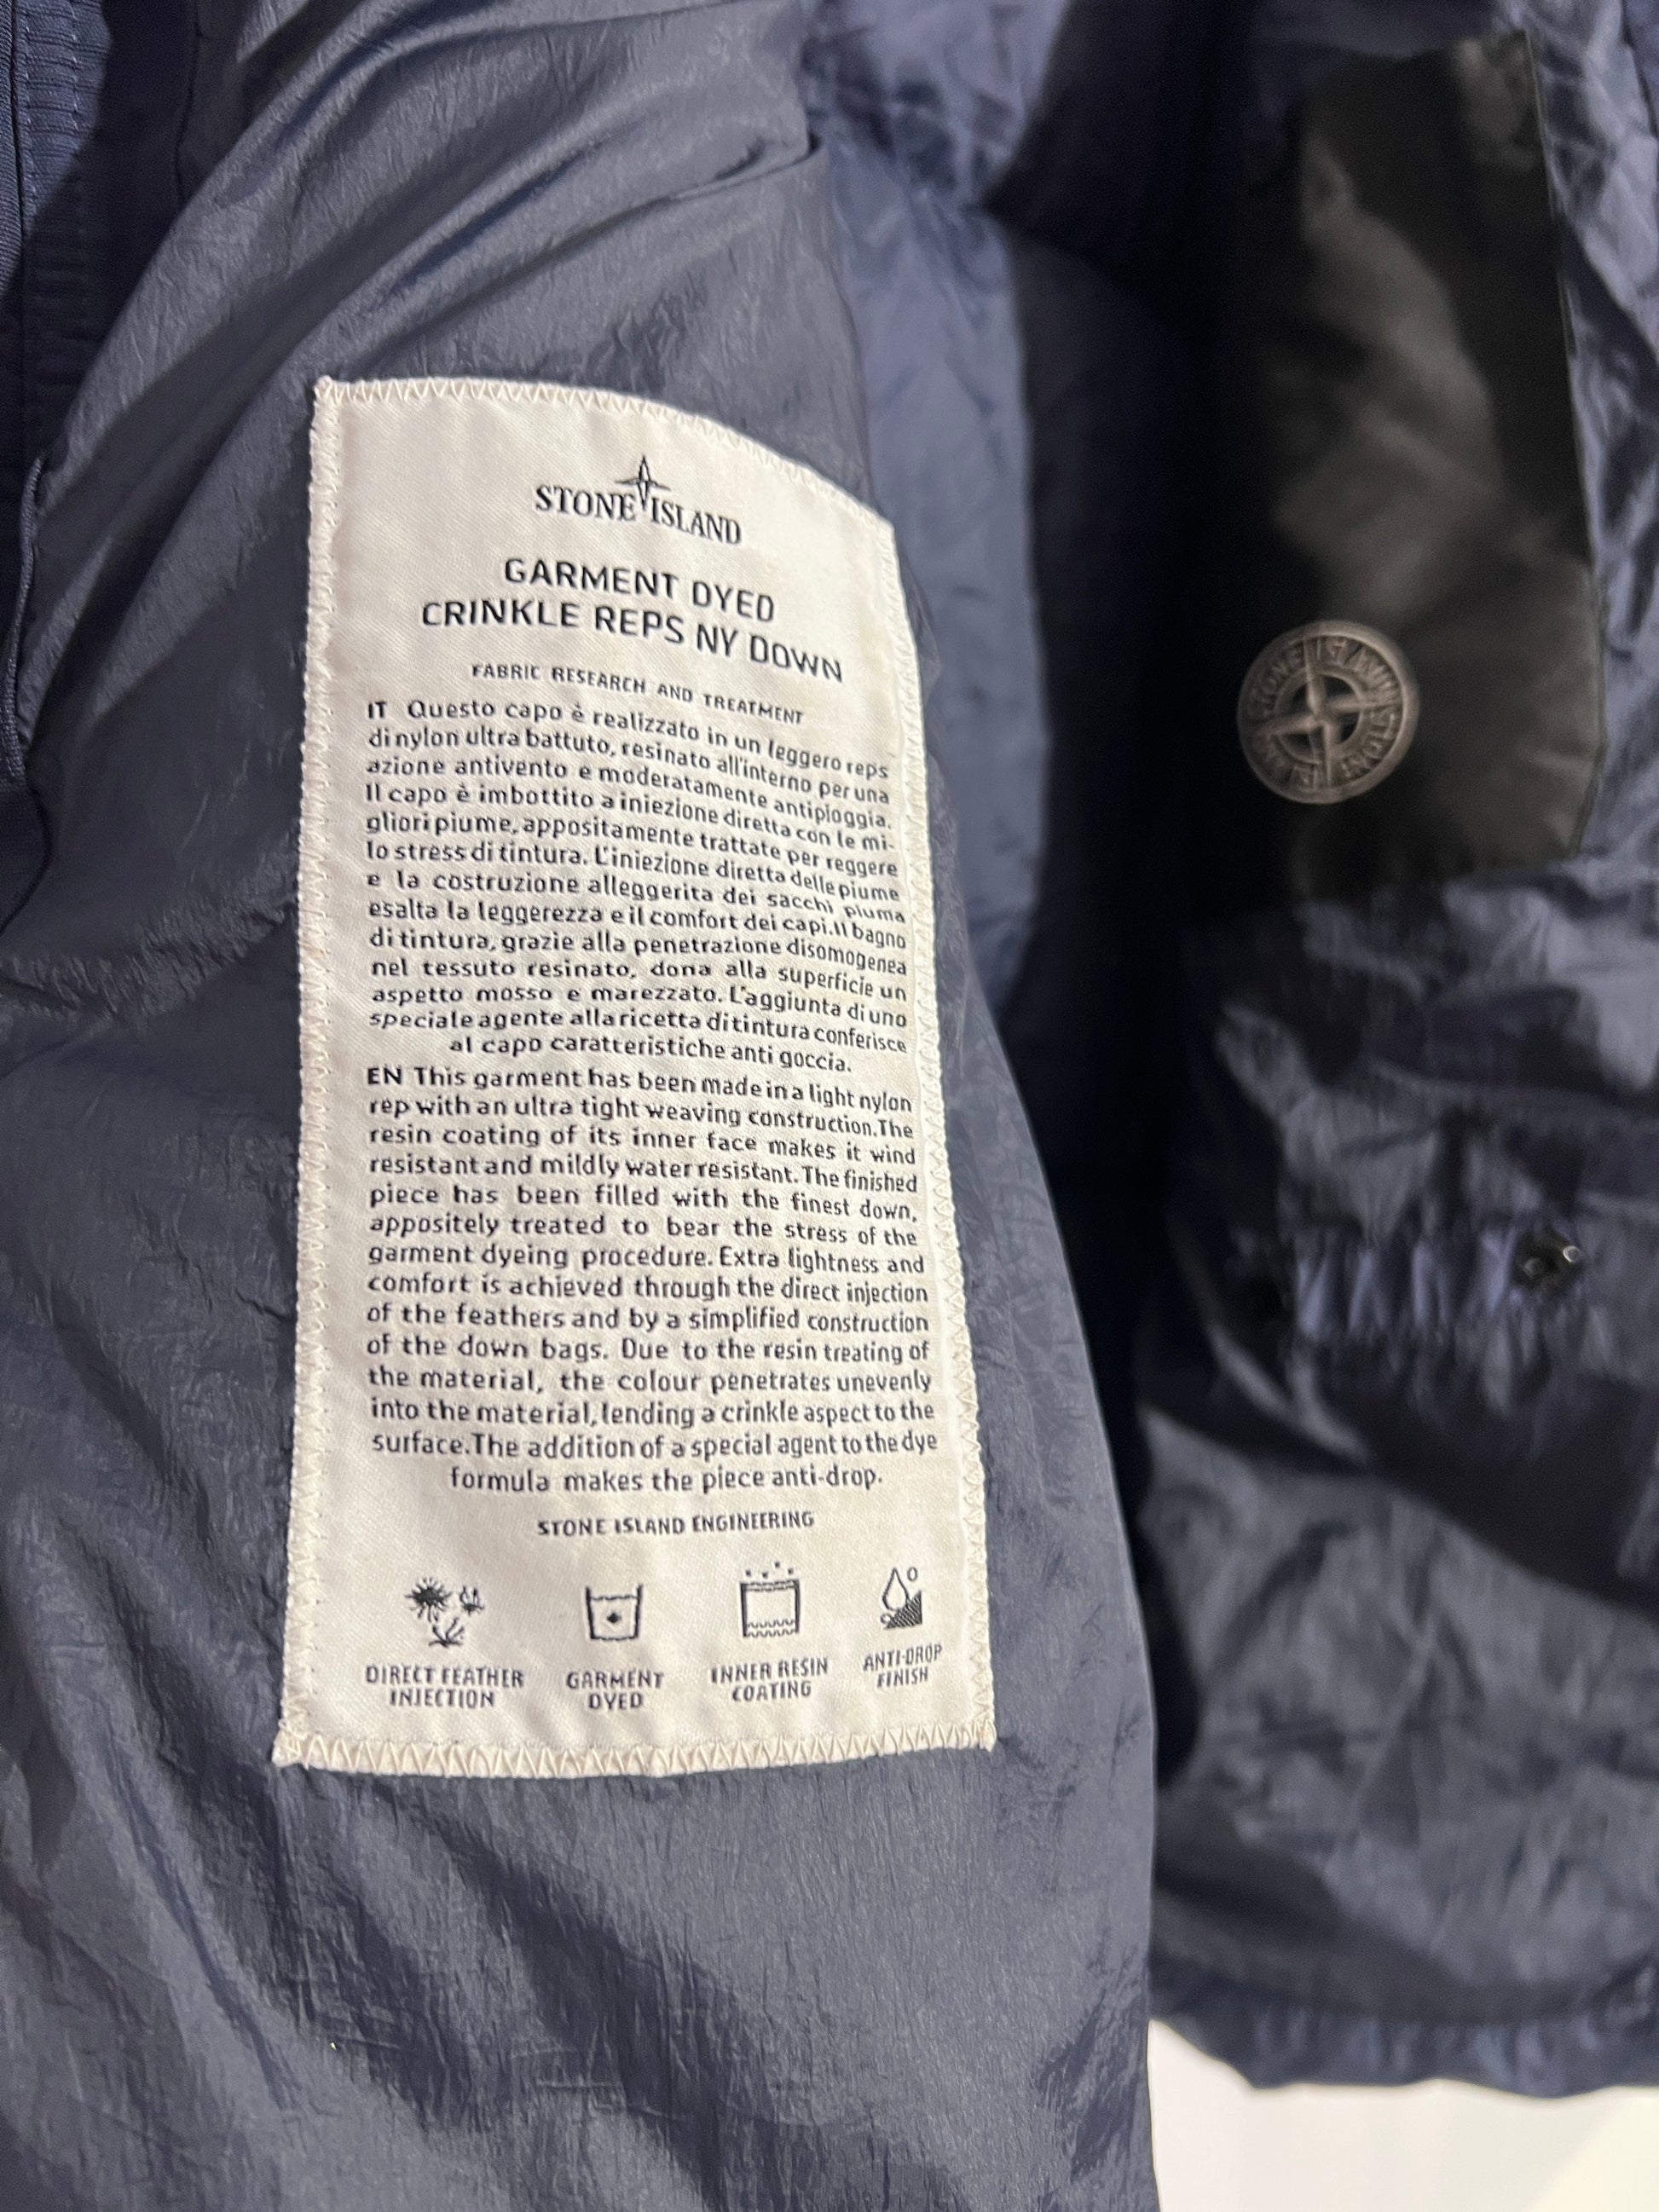 STONE ISLAND
GARMENT DYED
CRINKLE REPS NY DOWN
FABRIC RESEARCH AND TREATMENT
IT Questo capo è realizzato in un leggero reps
di nylon ultra battuto, resinato all'interno per una
azione antivento e moderatamente antipioggia.
Il capo è imbottito a iniezione diretta con le mi-
gliori piume, appositamente trattate per reggere
lo stress di tintura. L'iniezione diretta delle piume
e la costruzione alleggerita dei sacchi piuma
esalta la leggerezza e il comfort dei capi.Il bagno
di tintura, grazie alla penetrazione disomogenea
nel tessuto resinato, dona alla superficie un
aspetto mosso e marezzato. L'aggiunta di uno
speciale agente alla ricetta di tintura conferisce
al capo caratteristiche anti goccia.
EN This garment has been made in a light nylon
rep with an ultra tight weaving construction.The
resin coating of its inner face makes it wind
resistant and mildly water resistant. The finished
piece has been filled with the finest down,
appositely treated to bear the stress of the
garment dyeing procedure. Extra lightness and
comfort is achieved through the direct injection
of the feathers and by a simplified construction
of the down bags. Due to the resin treating of
the material, the colour penetrates unevenly
into the material, lending a crinkle aspect to the
surface.The addition of a special agent to the dye
formula makes the piece anti-drop.
STONE ISLAND ENGINEERING
DIRECT FEATHER
INJECTION
GARMENT
DYED
INNER RESIN
COATING
ANTI-DROP
FINISH
STONE ISLAND